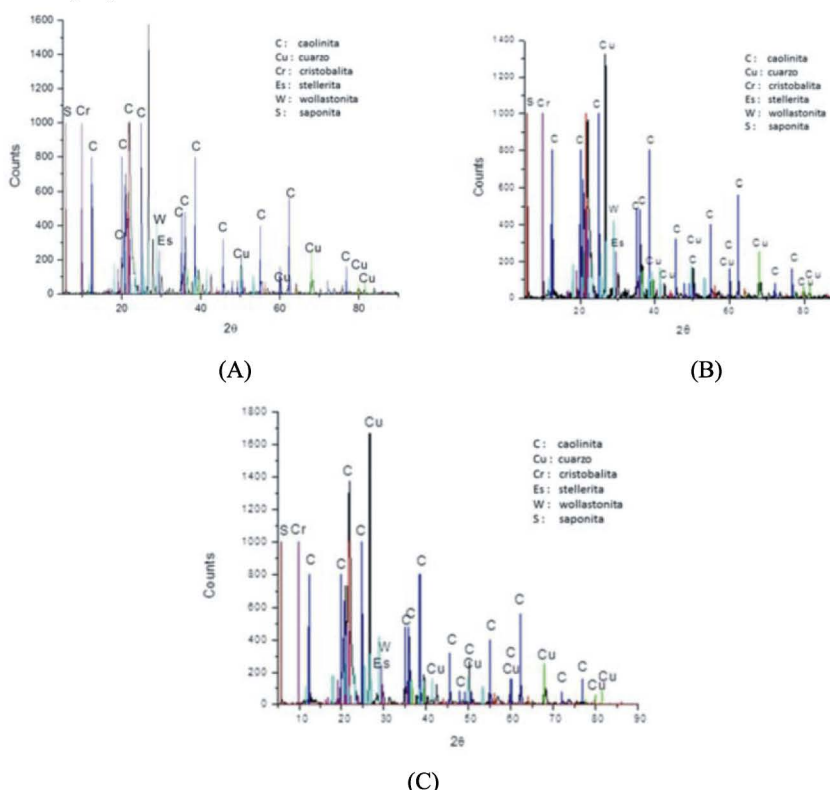 1600
1400
1200
1000
800
600
400
200
0
Counts
20
40
60
80
2θ
C : caolinita
Cu : cuarzo
Cr : cristobalita
Es : stellerita
W : wollastonita
S : saponita
S
Cr
C
C
C
C
C
W
Es
C
C
C
C
Cu
C
Cu
C
Cu
C
Cu
Cu
(A)
1400
1200
1000
800
600
400
200
0
Counts
20
40
60
80
2θ
C : caolinita
Cu : cuarzo
Cr : cristobalita
Es : stellerita
W : wollastonita
S : saponita
S
Cr
C
C
C
Cu
W
Es
C
C
C
Cu
Cu
C
C
Cu
C
C
Cu
C
Cu
C
C
C
Cu
(B)
1800
1600
1400
1200
1000
800
600
400
200
0
Counts
10
20
30
40
50
60
70
80
90
2θ
C : caolinita
Cu : cuarzo
Cr : cristobalita
Es : stellerita
W : wollastonita
S : saponita
S
Cr
C
C
C
C
Cu
W
Es
C
C
C
Cu
C
C
C
Cu
C
C
Cu
C
Cu
C
C
Cu
Cu
(C)